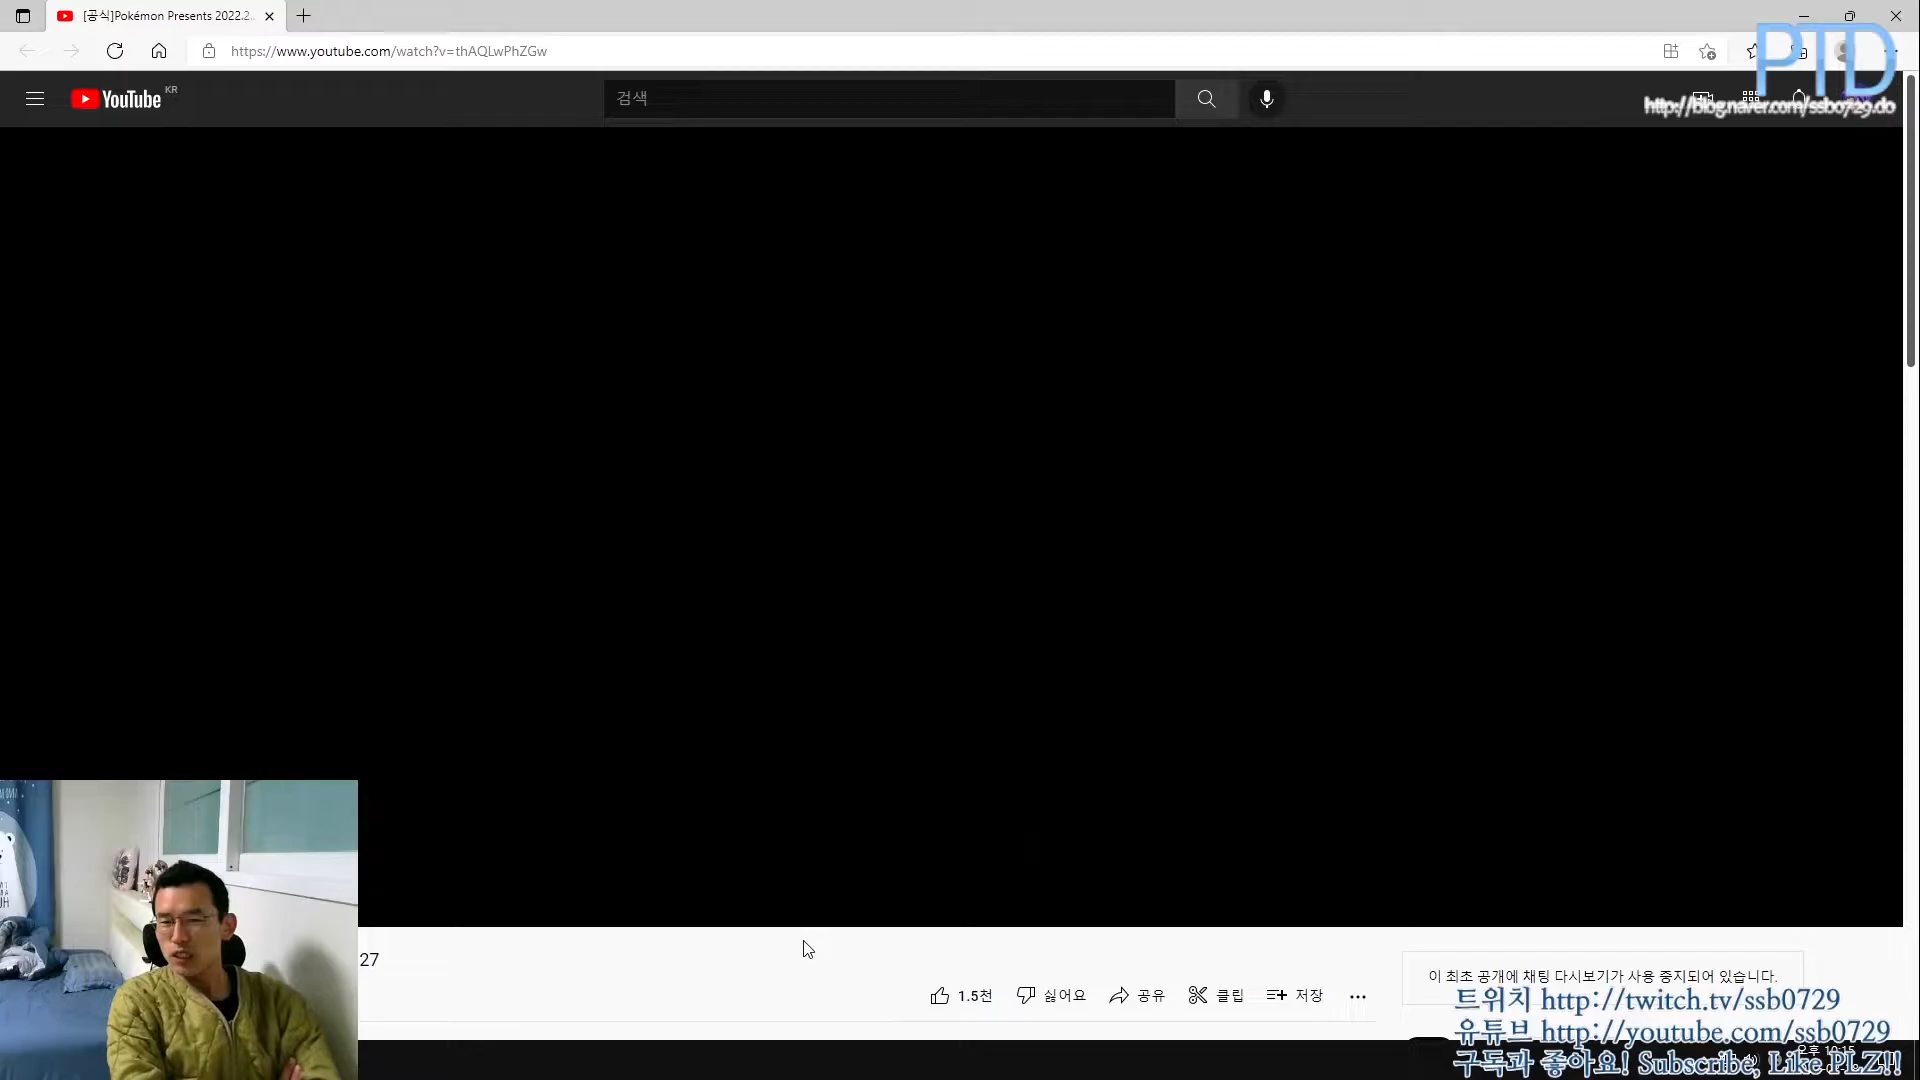 [공식]Pokémon Presents 2022.2
https://www.youtube.com/watch?v=thAQLwPhZGw
PTD
YouTube KR
검색
http://blog.naver.com/ssb0729.do
27
1.5천
싫어요
공유
클립
저장
이 최초 공개에 채팅 다시보기가 사용 중지되어 있습니다.
트위치 http://twitch.tv/ssb0729
유튜브 http://youtube.com/ssb0729
오후 10:15
구독과 좋아요! Subscribe, Like PLZ!!